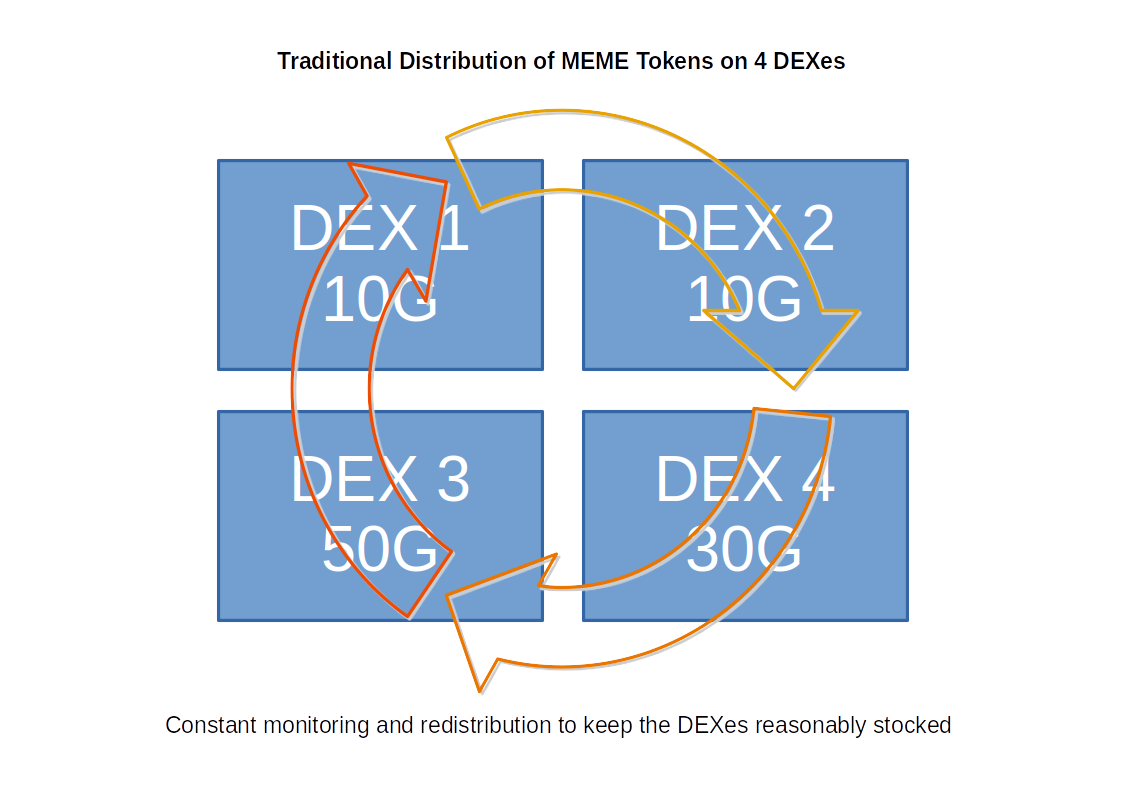 Traditional Distribution of MEME Tokens on 4 DEXes
DEX 1
10G
DEX 2
10G
DEX 3
50G
DEX 4
30G
Constant monitoring and redistribution to keep the DEXes reasonably stocked